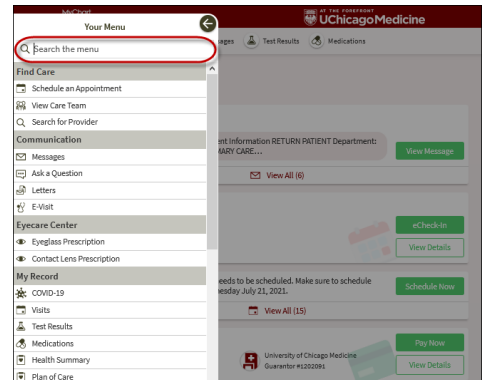 MyChart
Your Menu
Search the menu
Find Care
Schedule an Appointment
View Care Team
Search for Provider
Communication
Messages
Ask a Question
Letters
E-Visit
Eyecare Center
Eyeglass Prescription
Contact Lens Prescription
My Record
COVID-19
Visits
Test Results
Medications
Health Summary
Plan of Care
AT THE FOREFRONT
UChicagoMedicine
ages
Test Results
Medications
ent Information RETURN PATIENT Department:
MARY CARE...
View Message
View All (6)
eCheck-In
View Details
eeds to be scheduled. Make sure to schedule
esday July 21, 2021.
Schedule Now
View All (15)
Pay Now
University of Chicago Medicine
Guarantor #1202091
View Details